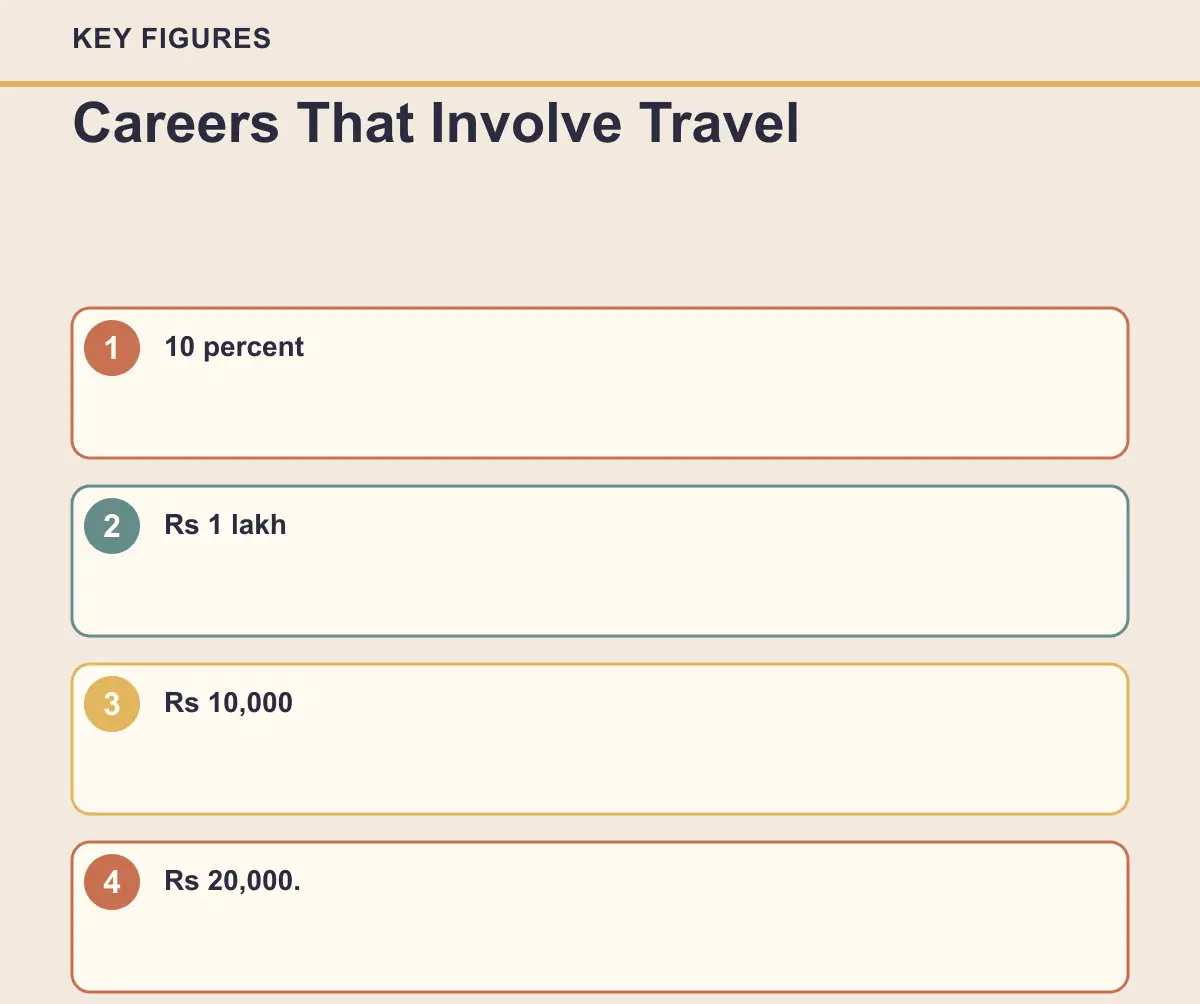 KEY FIGURES
Careers That Involve Travel
1 10 percent
2 Rs 1 lakh
3 Rs 10,000
4 Rs 20,000.